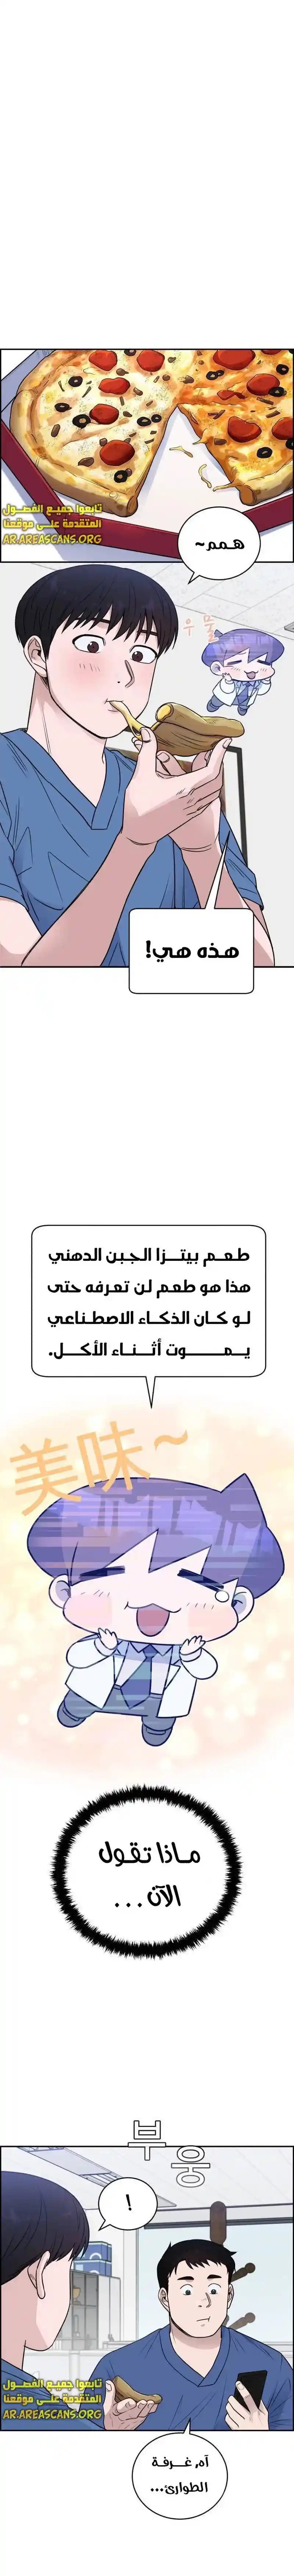 تابعوا جميع الفصول
المتقدمة على موقعنا
AR.AREASCANS.ORG
همم~
우물
هذه هي!
طعم بيتزا الجبن الدهني
هذا هو طعم لن تعرفه حتى
لو كان الذكاء الاصطناعي
يموت أثناء الأكل.
美味~
ماذا تقول
الآن...
부웅
!
تابعوا جميع الفصول
المتقدمة على موقعنا
AR.AREASCANS.ORG
آه, غرفة
الطوارئ...